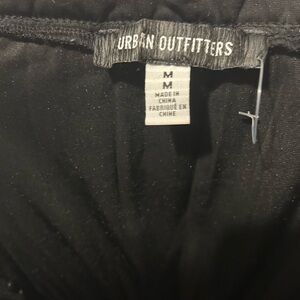 URBAN OUTFITTERS
M
M
MADE IN
CHINA
FABRIQUÉ EN
CHINE